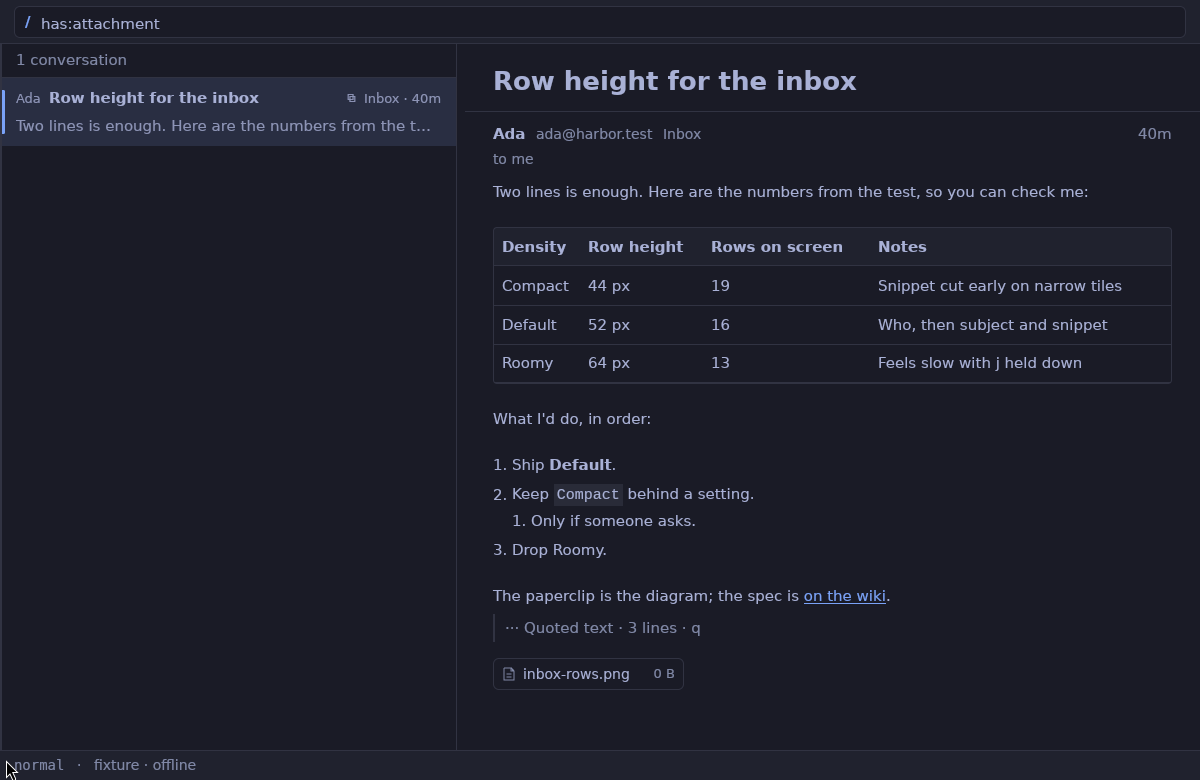 / has:attachment
1 conversation
Ada Row height for the inbox Inbox · 40m
Two lines is enough. Here are the numbers from the t…
Row height for the inbox
Ada ada@harbor.test Inbox 40m
to me
Two lines is enough. Here are the numbers from the test, so you can check me:
Density Row height Rows on screen Notes
Compact 44 px 19 Snippet cut early on narrow tiles
Default 52 px 16 Who, then subject and snippet
Roomy 64 px 13 Feels slow with j held down
What I'd do, in order:
1. Ship Default.
2. Keep Compact behind a setting.
1. Only if someone asks.
3. Drop Roomy.
The paperclip is the diagram; the spec is on the wiki.
··· Quoted text · 3 lines · q
inbox-rows.png 0 B
normal · fixture · offline